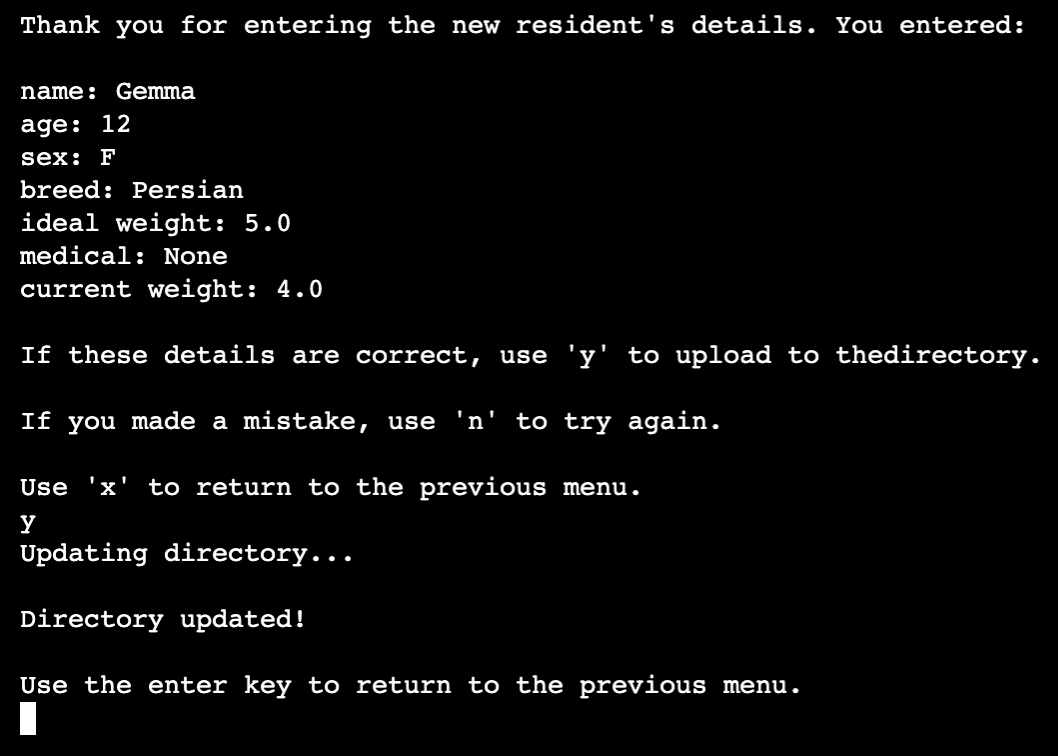 Thank you for entering the new resident's details. You entered:
name: Gemma
age: 12
sex: F
breed: Persian
ideal weight: 5.0
medical: None
current weight: 4.0
If these details are correct, use 'y' to upload to thedirectory.
If you made a mistake, use 'n' to try again.
Use 'x' to return to the previous menu.
y
Updating directory...
Directory updated!
Use the enter key to return to the previous menu.